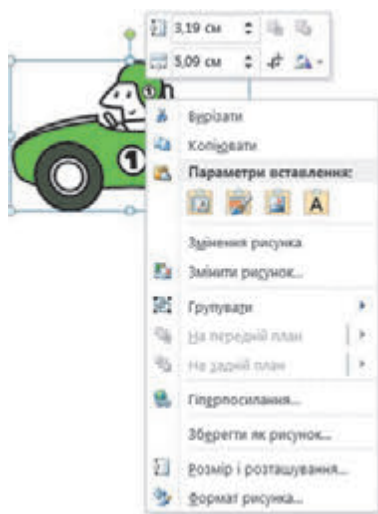 3,19 см
5,09 см
1
Вирізати
Копіювати
Параметри вставлення:
A
Змінення рисунка
Змінити рисунок...
Групувати
На передній план
На задній план
Гіперпосилання...
Зберегти як рисунок...
Розмір і розташування...
Формат рисунка...